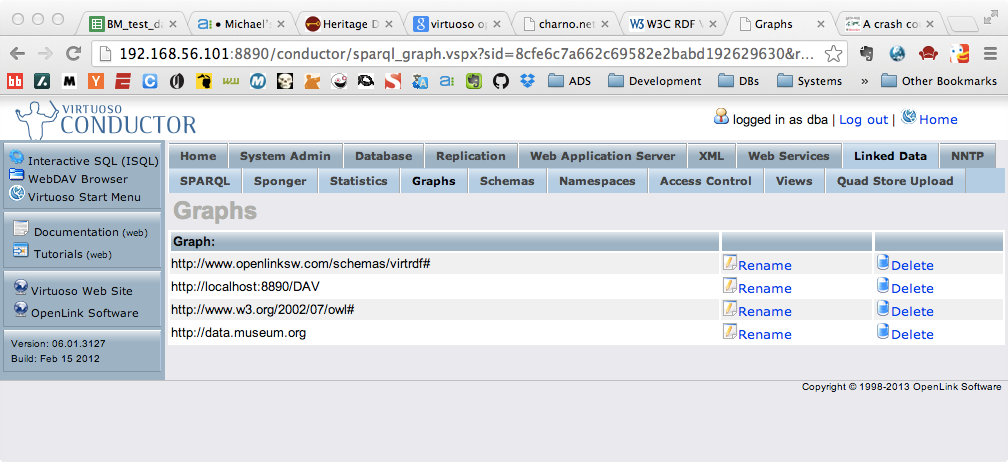 BM_test_da
• Michael's
Heritage D
virtuoso op
charno.net
W3C RDF V
Graphs
A crash co
192.168.56.101:8890/conductor/sparql_graph.vspx?sid=8cfe6c7a662c69582e2babd192629630&r...
ADS Development DBs Systems » Other Bookmarks
VIRTUOSO
CONDUCTOR
logged in as dba | Log out | Home
Interactive SQL (ISQL)
WebDAV Browser
Virtuoso Start Menu
Documentation (web)
Tutorials (web)
Virtuoso Web Site
OpenLink Software
Version: 06.01.3127
Build: Feb 15 2012
Home System Admin Database Replication Web Application Server XML Web Services Linked Data NNTP
SPARQL Sponger Statistics Graphs Schemas Namespaces Access Control Views Quad Store Upload
Graphs
Graph:
http://www.openlinksw.com/schemas/virtrdf# Rename Delete
http://localhost:8890/DAV Rename Delete
http://www.w3.org/2002/07/owl# Rename Delete
http://data.museum.org Rename Delete
Copyright © 1998-2013 OpenLink Software